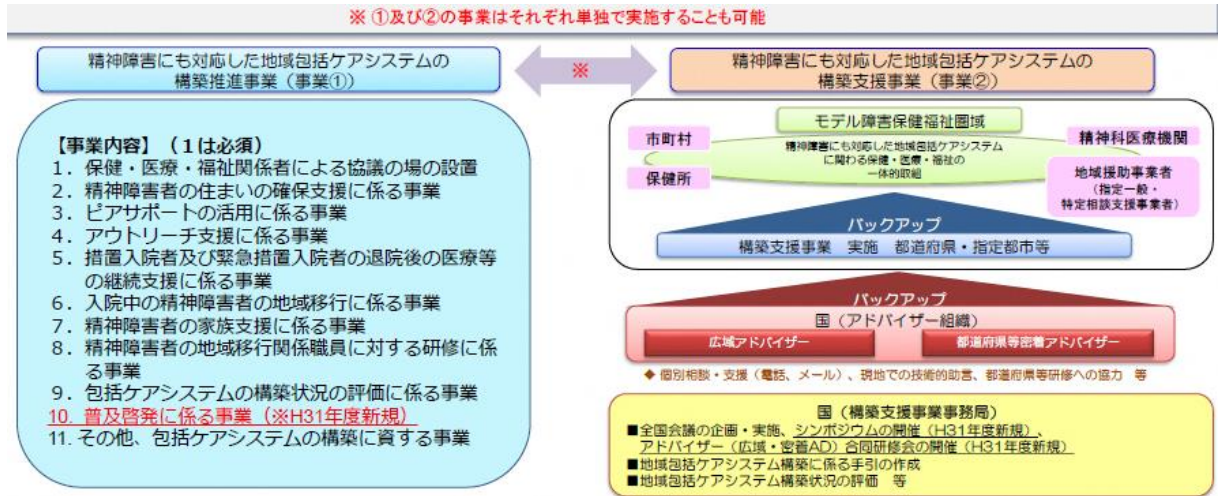 ※ ①及び②の事業はそれぞれ単独で実施することも可能
精神障害にも対応した地域包括ケアシステムの
構築推進事業(事業①)
※
精神障害にも対応した地域包括ケアシステムの
構築支援事業(事業②)
【事業内容】(1は必須)
1.保健・医療・福祉関係者による協議の場の設置
2.精神障害者の住まいの確保支援に係る事業
3.ピアサポートの活用に係る事業
4.アウトリーチ支援に係る事業
5.措置入院者及び緊急措置入院者の退院後の医療等
の継続支援に係る事業
6.入院中の精神障害者の地域移行に係る事業
7.精神障害者の家族支援に係る事業
8.精神障害者の地域移行関係職員に対する研修に係
る事業
9.包括ケアシステムの構築状況の評価に係る事業
10. 普及啓発に係る事業(※H31年度新規)
11. その他、包括ケアシステムの構築に資する事業
モデル障害保健福祉圏域
市町村
保健所
精神障害にも対応した地域包括ケアシステム
に関わる保健・医療・福祉の
一体的取組
精神科医療機関
地域援助事業者
(指定一般・
特定相談支援事業者)
バックアップ
構築支援事業 実施 都道府県・指定都市等
バックアップ
国(アドバイザー組織)
広域アドバイザー
都道府県等密着アドバイザー
◆ 個別相談・支援(電話、メール)、現地での技術的助言、都道府県等研修への協力 等
国(構築支援事業事務局)
■全国会議の企画・実施、シンポジウムの開催(H31年度新規)、
アドバイザー(広域・密着AD)合同研修会の開催(H31年度新規)
■地域包括ケアシステム構築に係る手引の作成
■地域包括ケアシステム構築状況の評価 等